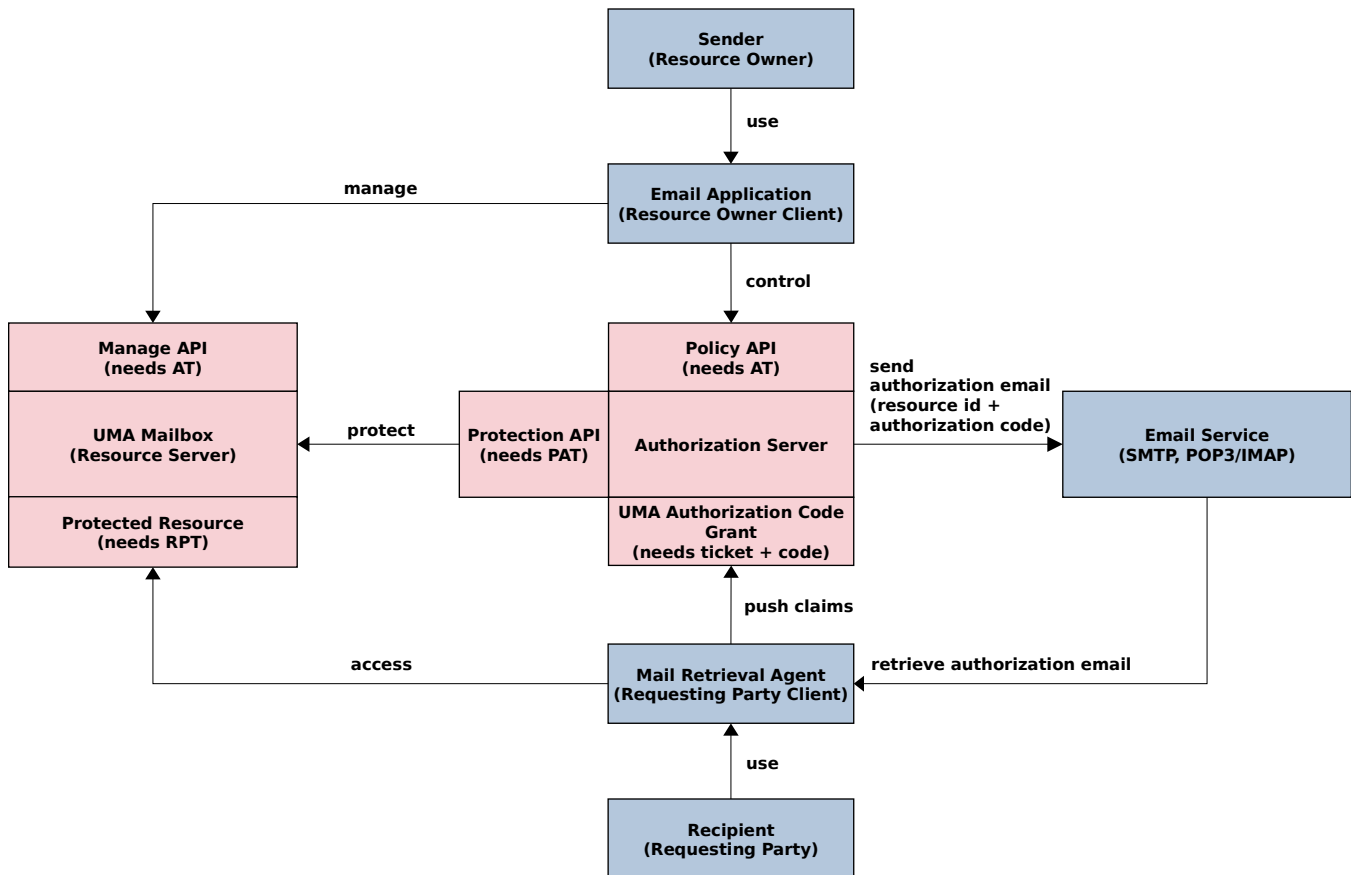 Sender
(Resource Owner)
use
manage
Email Application
(Resource Owner Client)
control
Manage API
(needs AT)
Policy API
(needs AT)
send
authorization email
(resource id +
authorization code)
UMA Mailbox
(Resource Server)
protect
Protection API
(needs PAT)
Authorization Server
Email Service
(SMTP, POP3/IMAP)
Protected Resource
(needs RPT)
UMA Authorization Code
Grant
(needs ticket + code)
push claims
access
Mail Retrieval Agent
(Requesting Party Client)
retrieve authorization email
use
Recipient
(Requesting Party)